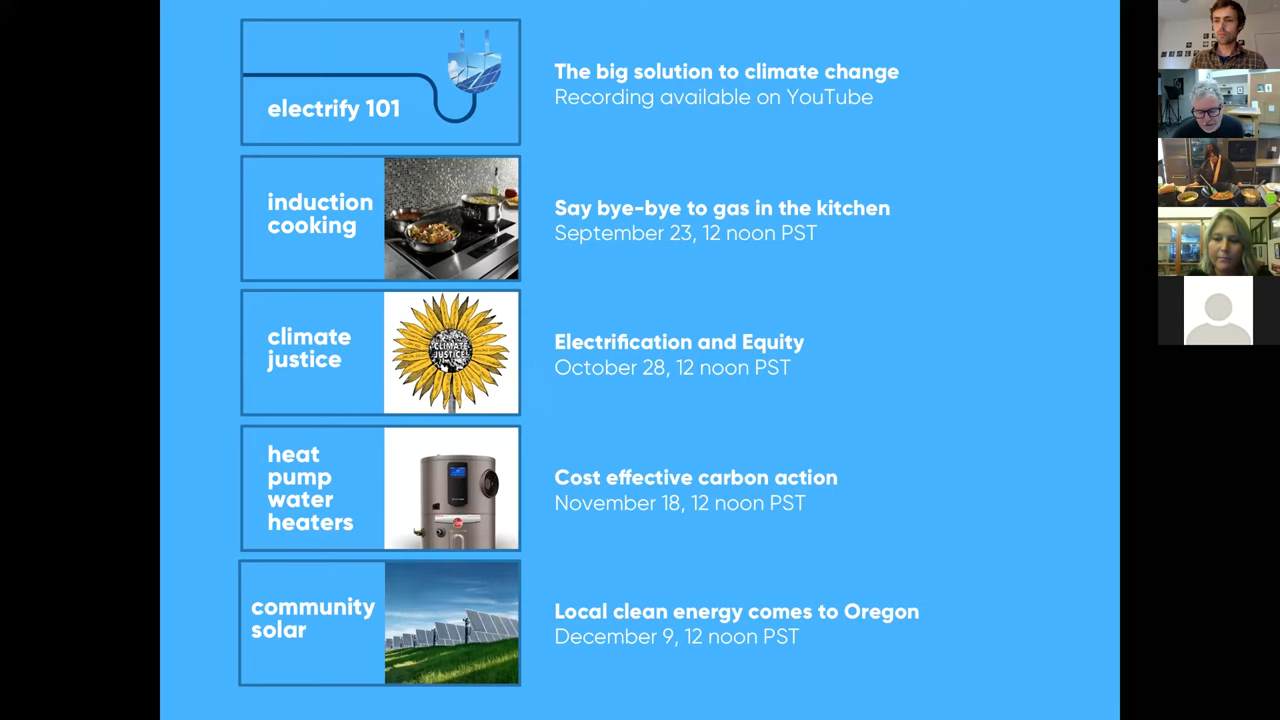 electrify 101
The big solution to climate change
Recording available on YouTube
induction
cooking
Say bye-bye to gas in the kitchen
September 23, 12 noon PST
climate
justice
CLIMATE
JUSTICE!
Electrification and Equity
October 28, 12 noon PST
heat
pump
water
heaters
Cost effective carbon action
November 18, 12 noon PST
community
solar
Local clean energy comes to Oregon
December 9, 12 noon PST